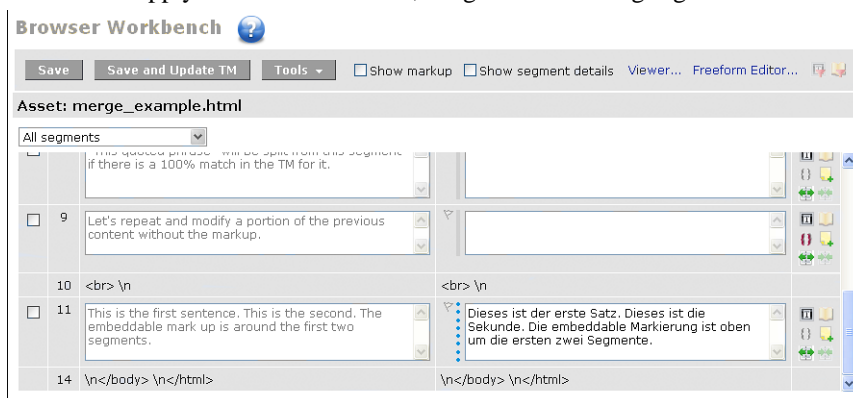 Browser Workbench
Save Save and Update TM Tools Show markup Show segment details Viewer... Freeform Editor...
Asset: merge_example.html
All segments
if there is a 100% match in the TM for it.
9 Let's repeat and modify a portion of the previous
content without the markup.
10 <br> \n <br> \n
11 This is the first sentence. This is the second. The
embeddable mark up is around the first two
segments.
Dieses ist der erste Satz. Dieses ist die
Sekunde. Die embeddable Markierung ist oben
um die ersten zwei Segmente.
14 \n</body> \n</html> \n</body> \n</html>